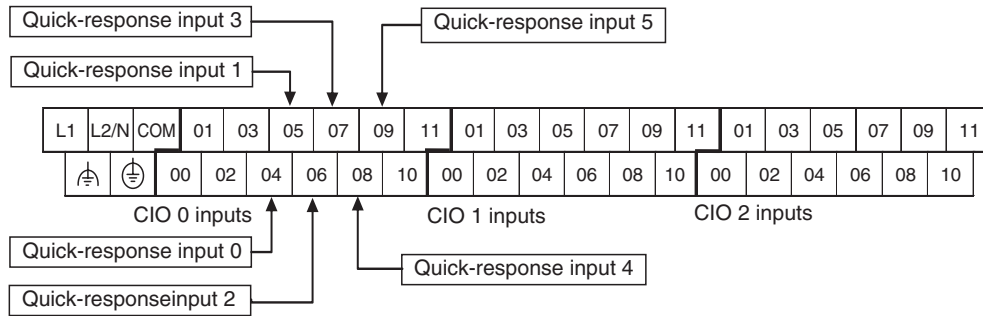 Quick-response input 3
Quick-response input 5
Quick-response input 1
L1 L2/N COM 01 03 05 07 09 11 01 03 05 07 09 11 01 03 05 07 09 11
00 02 04 06 08 10 00 02 04 06 08 10 00 02 04 06 08 10
CIO 0 inputs CIO 1 inputs CIO 2 inputs
Quick-response input 0
Quick-response input 4
Quick-responseinput 2